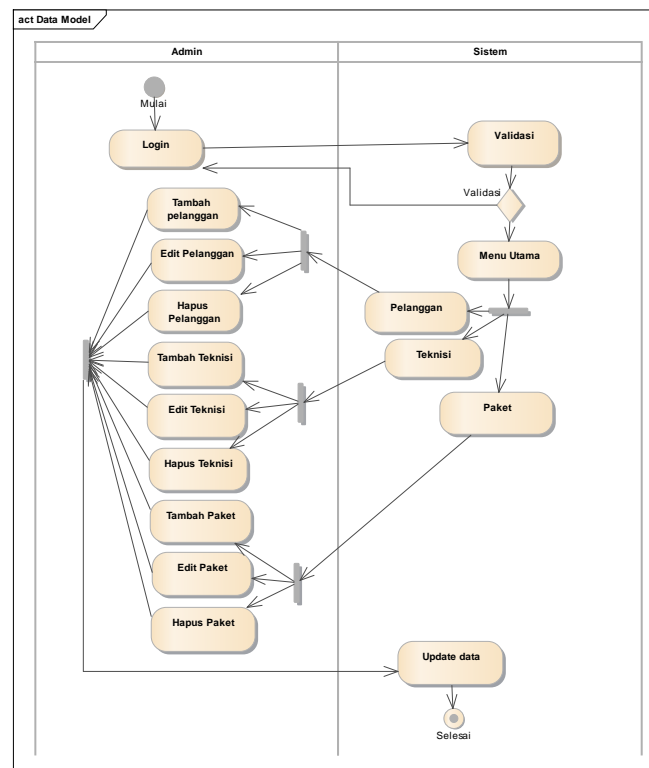 act Data Model
Admin
Sistem
Mulai
Login
Validasi
Validasi
Tambah
pelanggan
Edit Pelanggan
Menu Utama
Hapus
Pelanggan
Pelanggan
Tambah Teknisi
Teknisi
Edit Teknisi
Paket
Hapus Teknisi
Tambah Paket
Edit Paket
Hapus Paket
Update data
Selesai